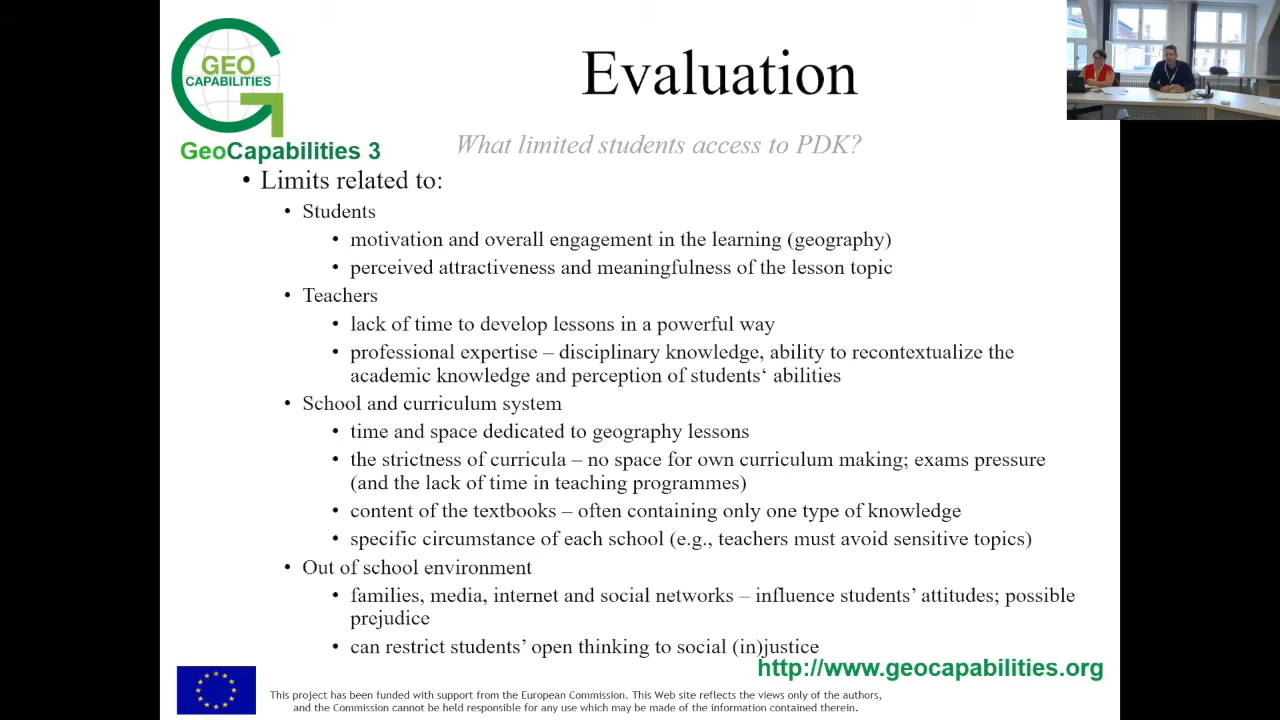 GEO
CAPABILITIES
GeoCapabilities 3
Evaluation
What limited students access to PDK?
• Limits related to:
• Students
• motivation and overall engagement in the learning (geography)
• perceived attractiveness and meaningfulness of the lesson topic
• Teachers
• lack of time to develop lessons in a powerful way
• professional expertise – disciplinary knowledge, ability to recontextualize the
academic knowledge and perception of students‘ abilities
• School and curriculum system
• time and space dedicated to geography lessons
• the strictness of curricula – no space for own curriculum making; exams pressure
(and the lack of time in teaching programmes)
• content of the textbooks – often containing only one type of knowledge
• specific circumstance of each school (e.g., teachers must avoid sensitive topics)
• Out of school environment
• families, media, internet and social networks – influence students’ attitudes; possible
prejudice
• can restrict students’ open thinking to social (in)justice
http://www.geocapabilities.org
This project has been funded with support from the European Commission. This Web site reflects the views only of the authors,
and the Commission cannot be held responsible for any use which may be made of the information contained therein.